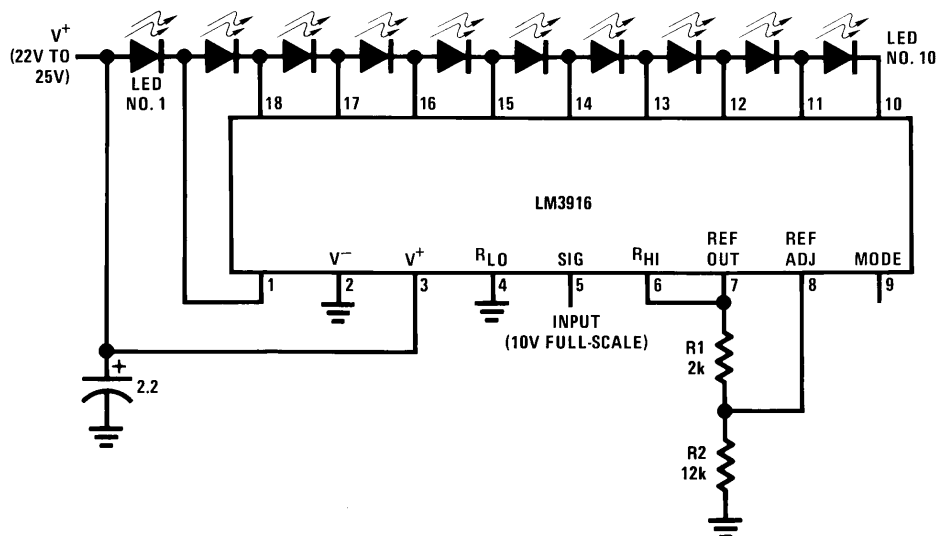 V+
(22V TO
25V)
LED
NO. 1
LED
NO. 10
18
17
16
15
14
13
12
11
10
LM3916
V−
V+
RLO
SIG
RHI
REF
OUT
REF
ADJ
MODE
1
2
3
4
5
6
7
8
9
INPUT
(10V FULL-SCALE)
+
2.2
R1
2k
R2
12k